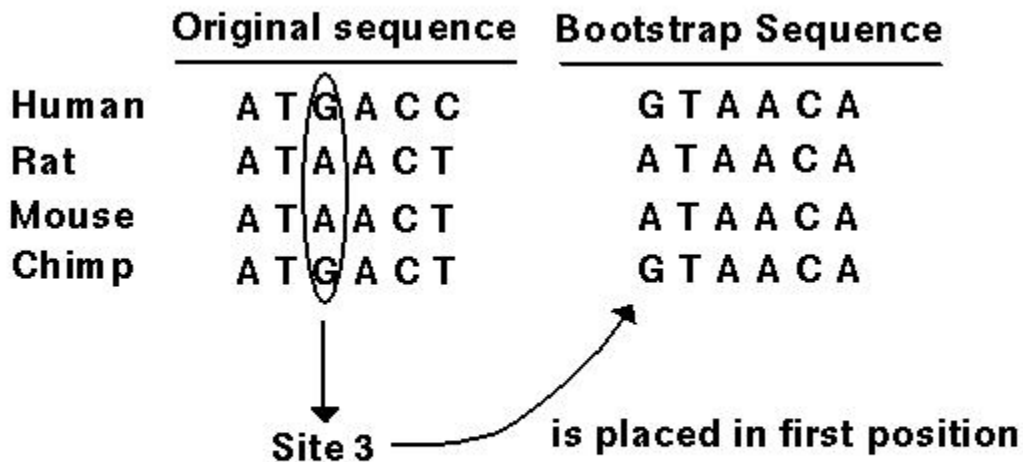 Original sequence Bootstrap Sequence
Human A T G A C C G T A A C A
Rat A T A A C T A T A A C A
Mouse A T A A C T A T A A C A
Chimp A T G A C T G T A A C A
Site 3 is placed in first position